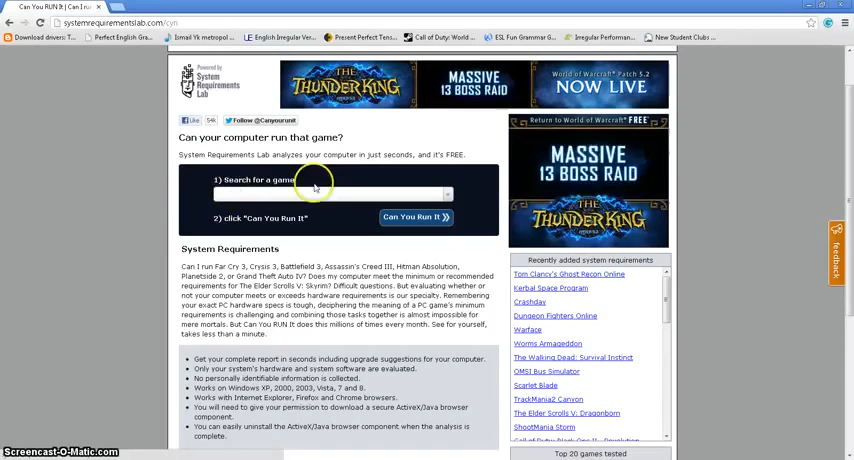 Can You RUN It | Can I Run
systemrequirementslab.com/cyri
Download drivers: T...
Perfect English Gra...
Ismail Yk metropol ...
English Irregular Ver...
Present Perfect Tens...
Call of Duty: World ...
ESL Fun Grammar G...
Irregular Performan...
New Student Clubs ...
Powered by
System
Requirements
Lab
THE
THUNDER KING
MASSIVE
13 BOSS RAID
World of Warcraft Patch 5.2
NOW LIVE
Like 54k Follow @Canyourunit
Can your computer run that game?
System Requirements Lab analyzes your computer in just seconds, and it's FREE.
1) Search for a game
2) click "Can You Run It"
Can You Run It
Return to World of Warcraft FREE
MASSIVE
13 BOSS RAID
THE
THUNDER KING
System Requirements
Can I run Far Cry 3, Crysis 3, Battlefield 3, Assassin's Creed III, Hitman Absolution,
Planetside 2, or Grand Theft Auto IV? Does my computer meet the minimum or recommended
requirements for The Elder Scrolls V: Skyrim? Difficult questions. But evaluating whether or
not your computer meets or exceeds hardware requirements is our specialty. Remembering
your exact PC hardware specs is tough, deciphering the meaning of a PC game's minimum
requirements is challenging and combining those tasks together is almost impossible for
mere mortals. But Can You RUN It does this millions of times every month. See for yourself,
takes less than a minute.
Get your complete report in seconds including upgrade suggestions for your computer.
Only your system's hardware and system software are evaluated.
No personally identifiable information is collected.
Works on Windows XP, 2000, 2003, Vista, 7 and 8.
Works with Internet Explorer, Firefox and Chrome browsers.
You will need to give your permission to download a secure ActiveX/Java browser
component.
You can easily uninstall the ActiveX/Java browser component when the analysis is
complete.
Recently added system requirements
Tom Clancy's Ghost Recon Online
Kerbal Space Program
Crashday
Dungeon Fighters Online
Warface
Worms Armageddon
The Walking Dead: Survival Instinct
OMSI Bus Simulator
Scarlet Blade
TrackMania2 Canyon
The Elder Scrolls V: Dragonborn
ShootMania Storm
Call of Duty: Black Ops II - Revolution
Top 20 games tested
feedback
Screencast-O-Matic.com